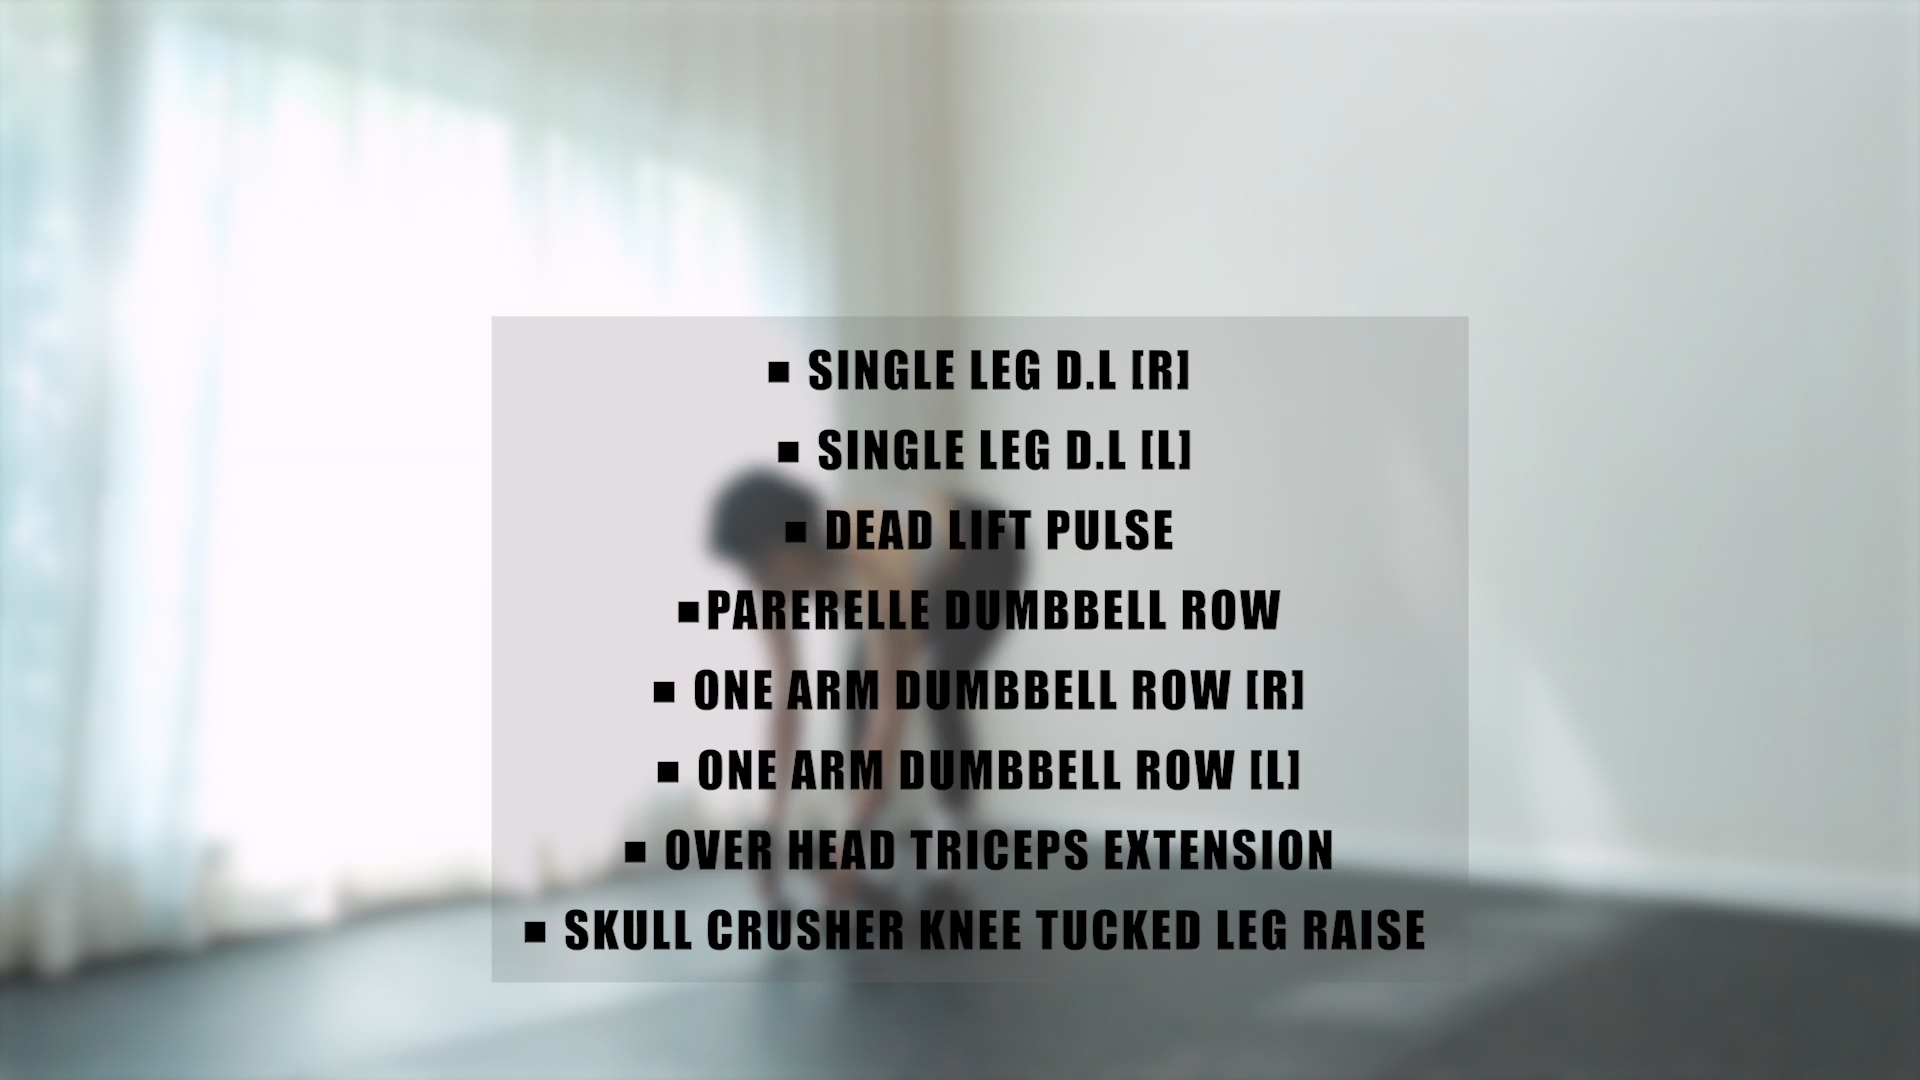 ▪ SINGLE LEG D.L [R]
▪ SINGLE LEG D.L [L]
▪ DEAD LIFT PULSE
▪PARERELLE DUMBBELL ROW
▪ ONE ARM DUMBBELL ROW [R]
▪ ONE ARM DUMBBELL ROW [L]
▪ OVER HEAD TRICEPS EXTENSION
▪ SKULL CRUSHER KNEE TUCKED LEG RAISE